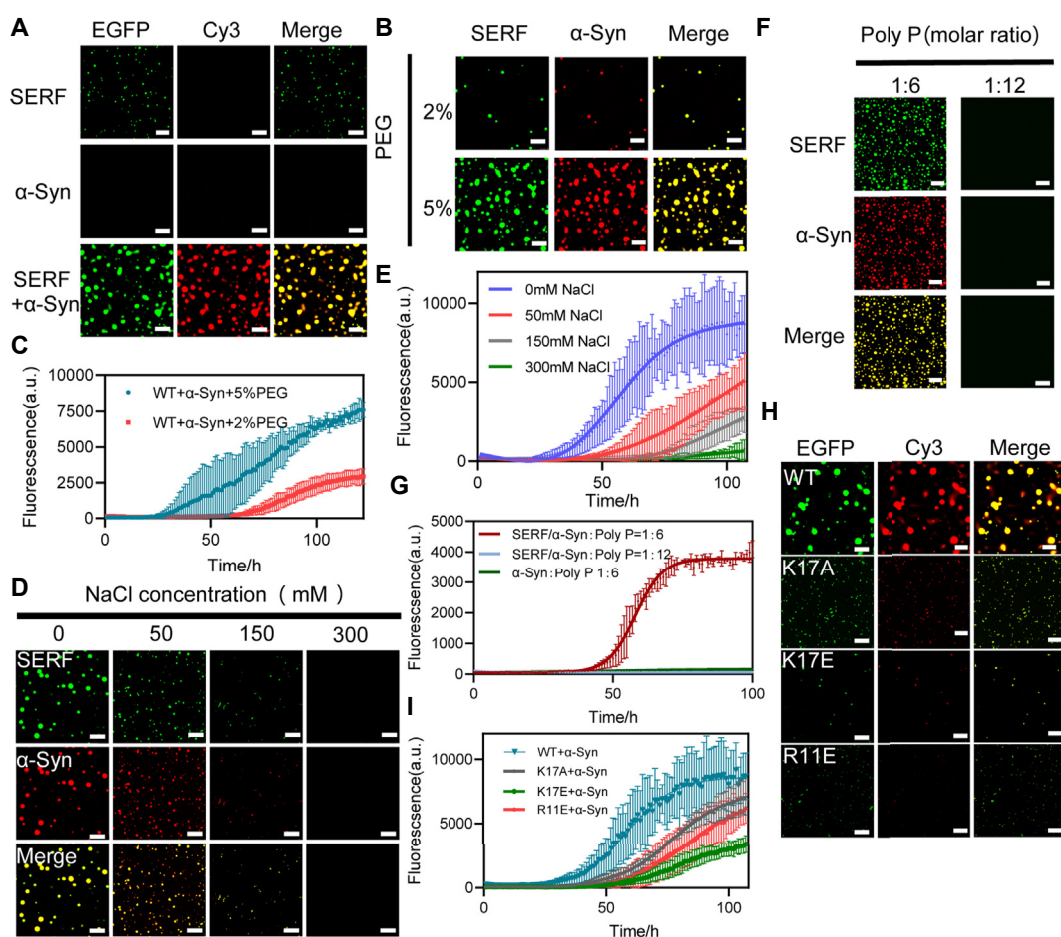 A
EGFP Cy3 Merge
SERF
α-Syn
SERF
+α-Syn
B
SERF α-Syn Merge
PEG
2%
5%
C
10000
7500
5000
2500
0
Fluorescsence(a.u.)
WT+α-Syn+5%PEG
WT+α-Syn+2%PEG
0 50 100
Time/h
D
NaCl concentration ( mM )
0 50 150 300
SERF
α-Syn
Merge
E
10000
5000
0
Fluorescsence(a.u.)
0mM NaCl
50mM NaCl
150mM NaCl
300mM NaCl
0 50 100
Time/h
F
Poly P (molar ratio)
1:6 1:12
SERF
α-Syn
Merge
G
5000
4000
3000
2000
1000
0
Fluorescsence(a.u.)
SERF/α-Syn:Poly P=1:6
SERF/α-Syn:Poly P=1:12
α-Syn:Poly P 1:6
0 50 100
Time/h
H
EGFP Cy3 Merge
WT
K17A
K17E
R11E
I
10000
5000
0
Fluorescsence(a.u.)
WT+α-Syn
K17A+α-Syn
K17E+α-Syn
R11E+α-Syn
0 50 100
Time/h